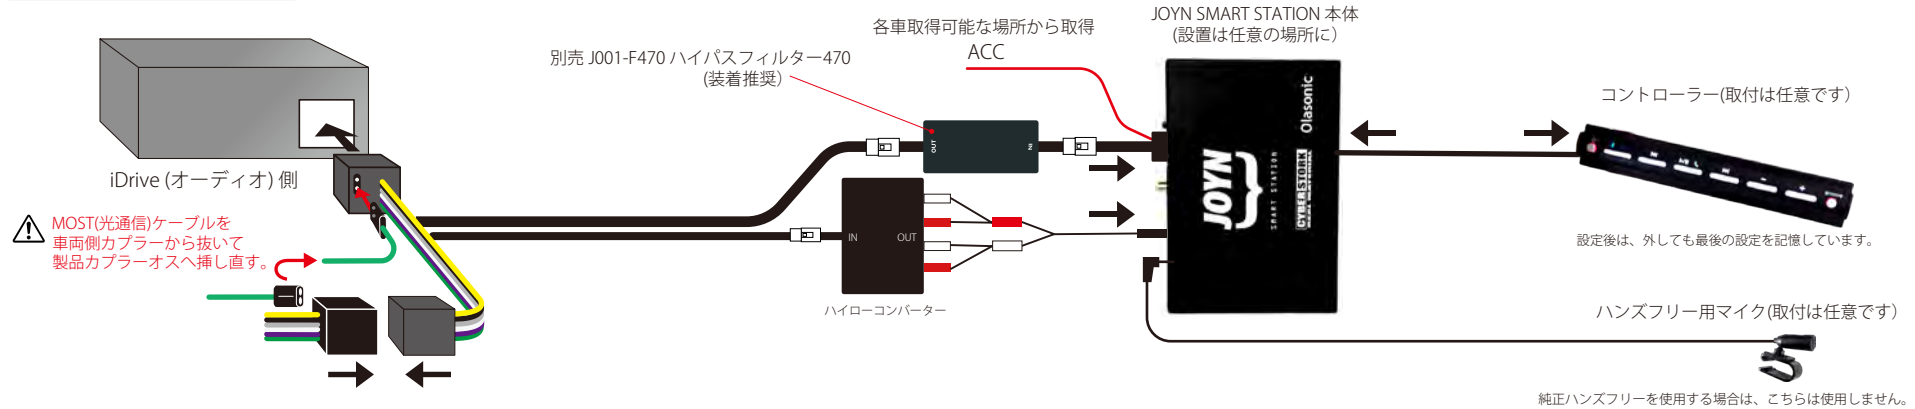 JOYN SMART STATION 本体
(設置は任意の場所に)
各車取得可能な場所から取得
ACC
別売 J001-F470 ハイパスフィルター470
(装着推奨)
コントローラー(取付は任意です)
iDrive (オーディオ) 側
OUT
IN
JOYN
SMART STATION
CYBER STORK
Olasonic
設定後は、外しても最後の設定を記憶しています。
MOST(光通信)ケーブルを
車両側カプラーから抜いて
製品カプラーオスへ挿し直す。
IN
OUT
ハイローコンバーター
ハンズフリー用マイク(取付は任意です)
純正ハンズフリーを使用する場合は、こちらは使用しません。